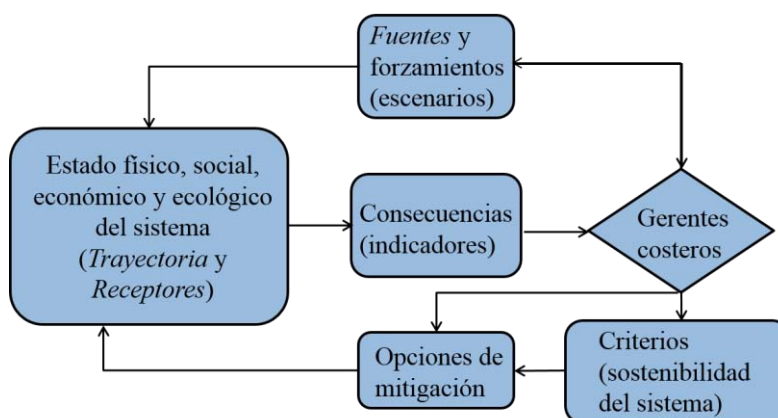 Fuentes y
forzamientos
(escenarios)
Estado físico, social,
económico y ecológico
del sistema
(Trayectoria y
Receptores)
Consecuencias
(indicadores)
Gerentes
costeros
Opciones de
mitigación
Criterios
(sostenibilidad
del sistema)